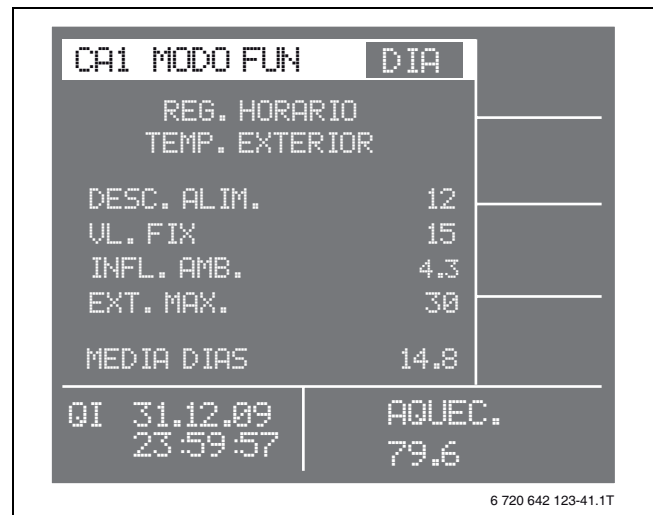 CA1 MODO FUN DIA
REG. HORARIO
TEMP. EXTERIOR
DESC. ALIM. 12
VL. FIX 15
INFL. AMB. 4.3
EXT. MAX. 30
MEDIA DIAS 14.8
QI 31.12.09 AQUEC.
23:59:57 79.6
6 720 642 123-41.1T